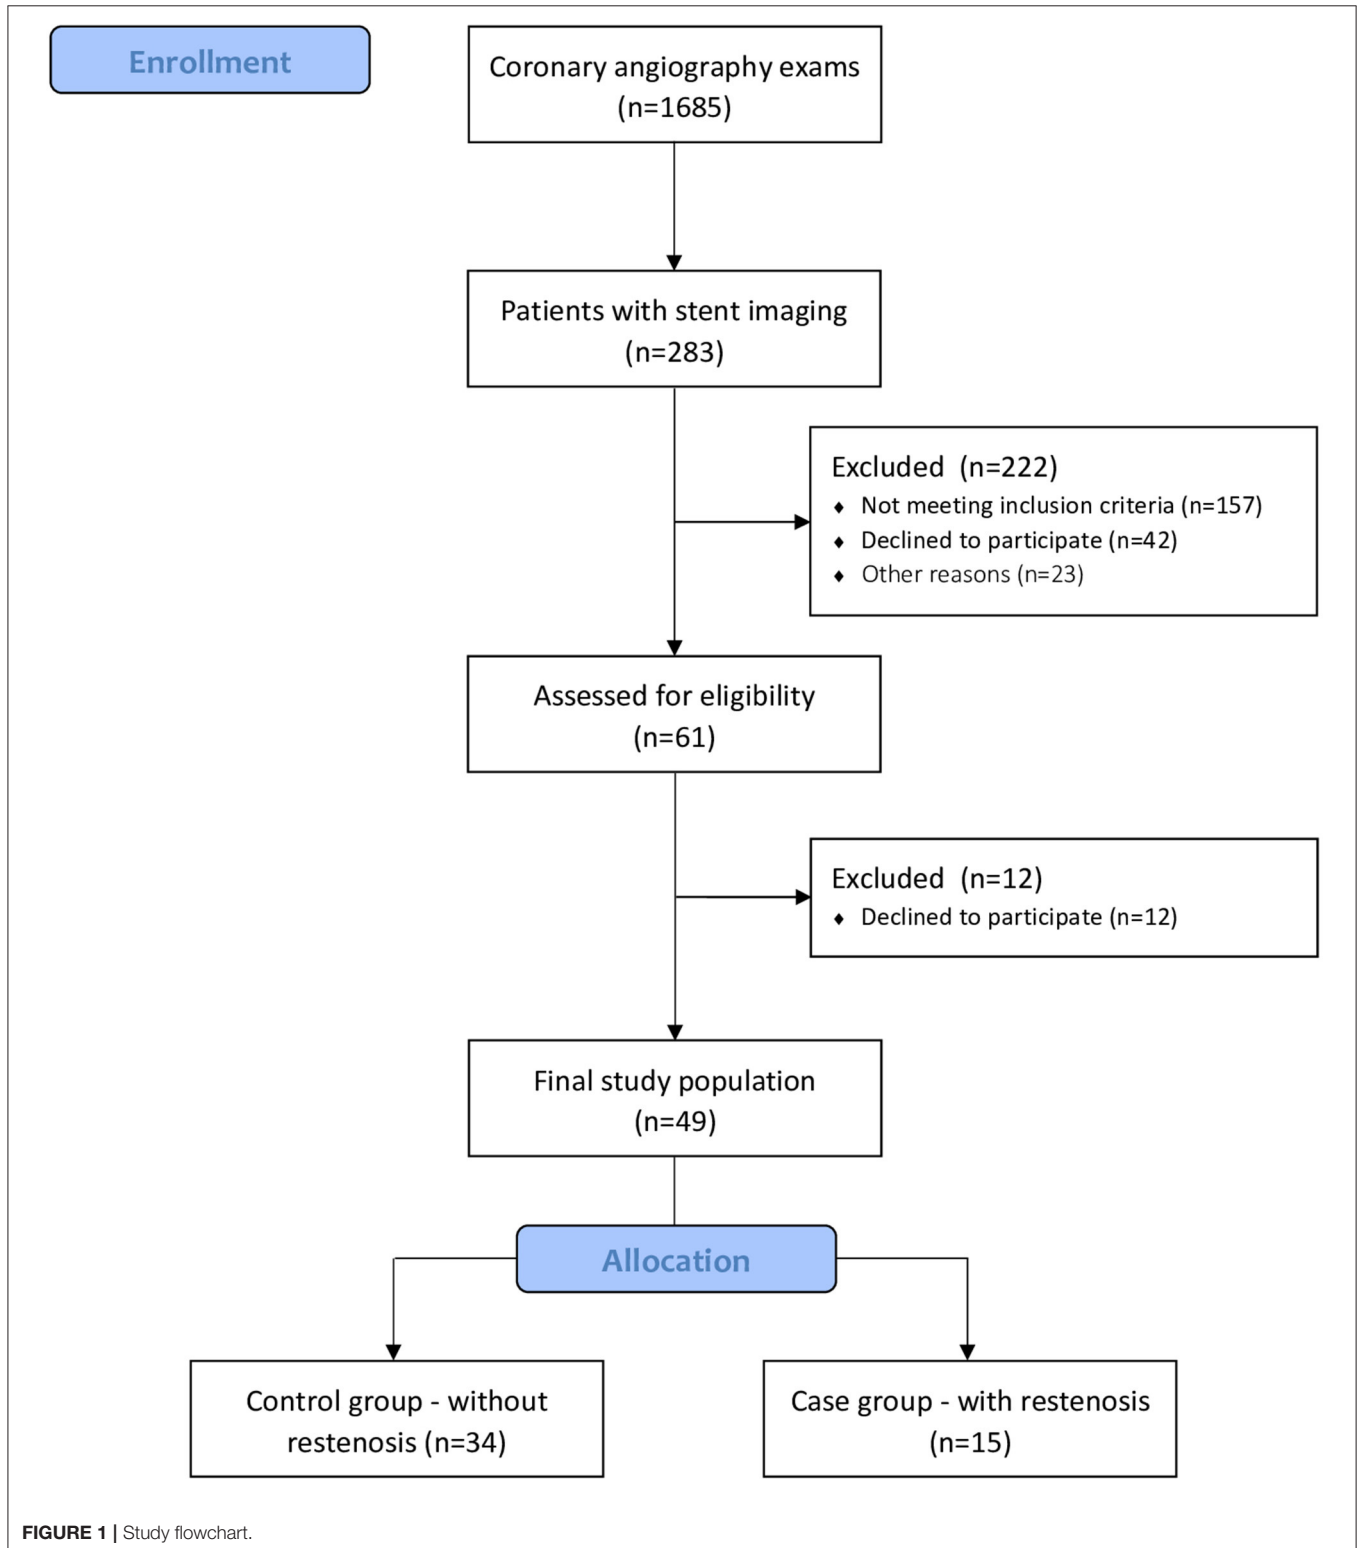 Enrollment
Coronary angiography exams
(n=1685)
Patients with stent imaging
(n=283)
Excluded (n=222)
♦ Not meeting inclusion criteria (n=157)
♦ Declined to participate (n=42)
♦ Other reasons (n=23)
Assessed for eligibility
(n=61)
Excluded (n=12)
♦ Declined to participate (n=12)
Final study population
(n=49)
Allocation
Control group - without
restenosis (n=34)
Case group - with restenosis
(n=15)
FIGURE 1 | Study flowchart.